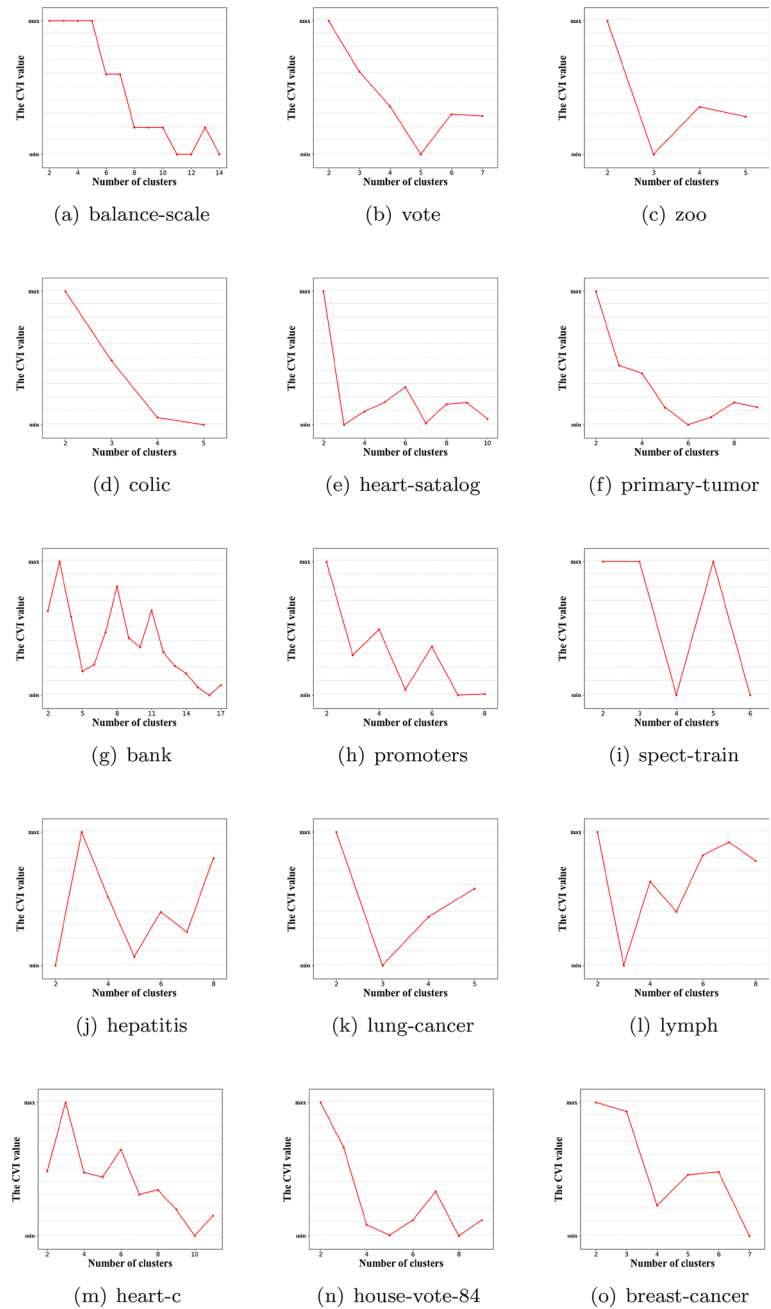 max
The CVI value
min
2 4 6 8 10 12 14
Number of clusters
(a) balance-scale
max
The CVI value
min
2 3 4 5 6 7
Number of clusters
(b) vote
max
The CVI value
min
2 3 4 5
Number of clusters
(c) zoo
max
The CVI value
min
2 3 4 5
Number of clusters
(d) colic
max
The CVI value
min
2 4 6 8 10
Number of clusters
(e) heart-satalog
max
The CVI value
min
2 4 6 8
Number of clusters
(f) primary-tumor
max
The CVI value
min
2 5 8 11 14 17
Number of clusters
(g) bank
max
The CVI value
min
2 4 6 8
Number of clusters
(h) promoters
max
The CVI value
min
2 3 4 5 6
Number of clusters
(i) spect-train
max
The CVI value
min
2 4 6 8
Number of clusters
(j) hepatitis
max
The CVI value
min
2 3 4 5
Number of clusters
(k) lung-cancer
max
The CVI value
min
2 3 4 5 6 7 8
Number of clusters
(l) lymph
max
The CVI value
min
2 4 6 8 10
Number of clusters
(m) heart-c
max
The CVI value
min
2 4 6 8
Number of clusters
(n) house-vote-84
max
The CVI value
min
2 3 4 5 6 7
Number of clusters
(o) breast-cancer